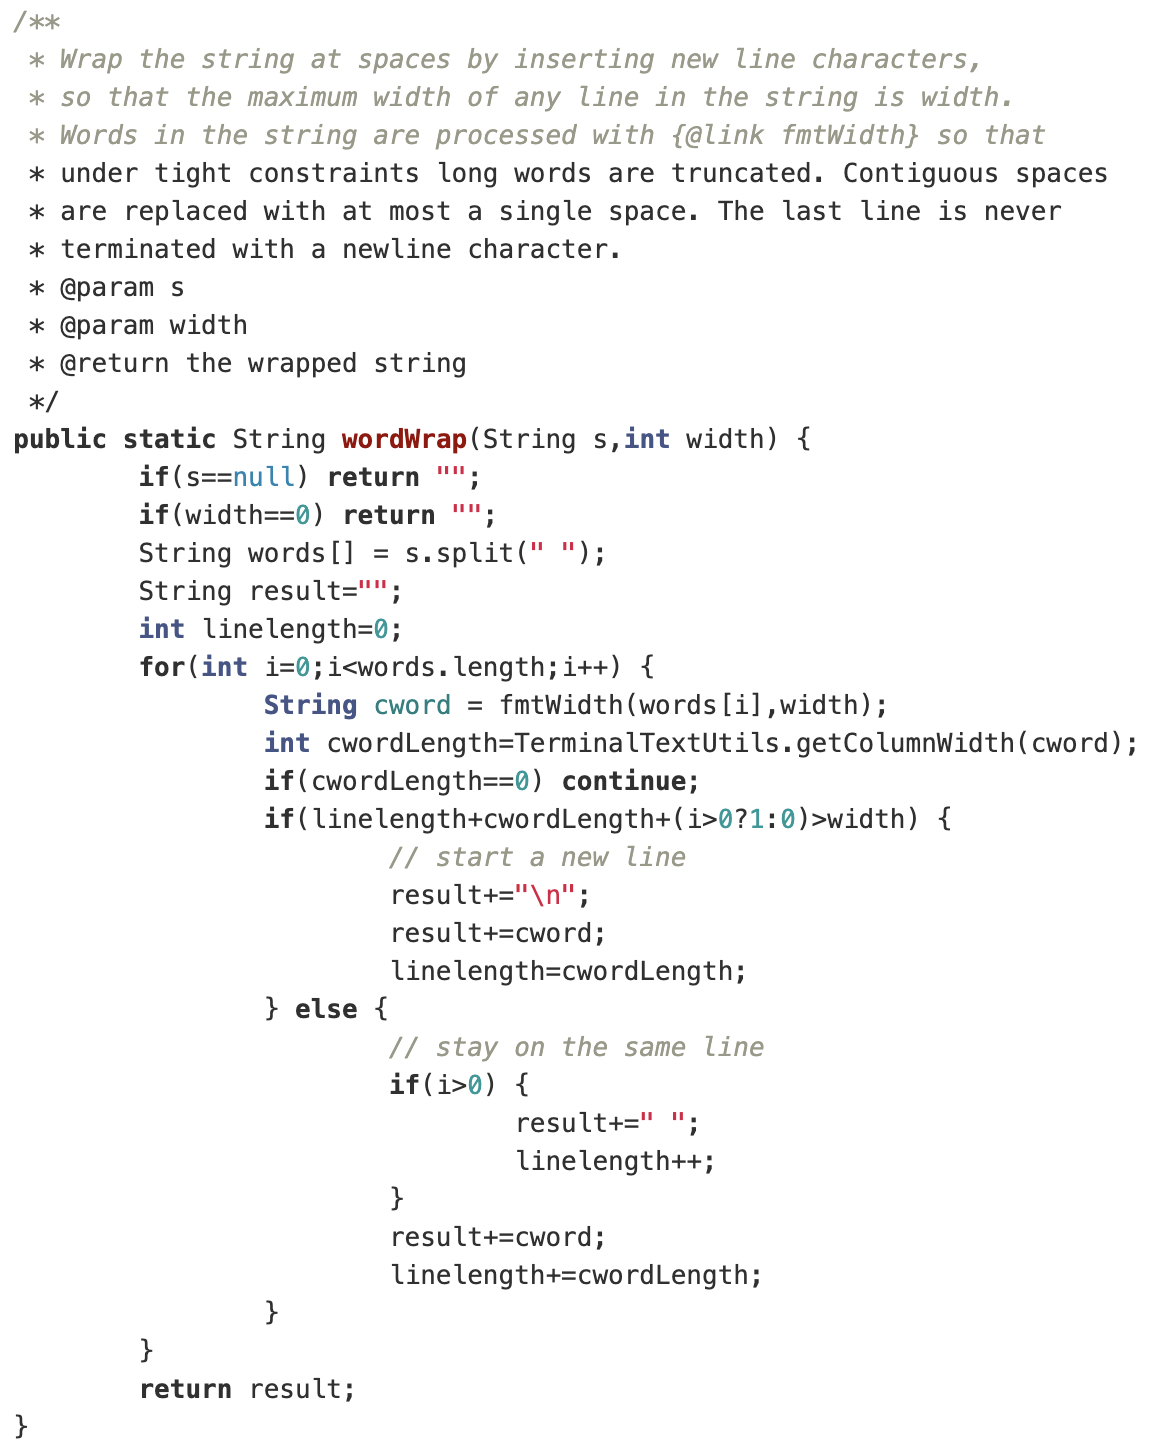 /**
 * Wrap the string at spaces by inserting new line characters,
 * so that the maximum width of any line in the string is width.
 * Words in the string are processed with {@link fmtWidth} so that
 * under tight constraints long words are truncated. Contiguous spaces
 * are replaced with at most a single space. The last line is never
 * terminated with a newline character.
 * @param s
 * @param width
 * @return the wrapped string
 */
public static String wordWrap(String s,int width) {
        if(s==null) return "";
        if(width==0) return "";
        String words[] = s.split(" ");
        String result="";
        int linelength=0;
        for(int i=0;i<words.length;i++) {
                String cword = fmtWidth(words[i],width);
                int cwordLength=TerminalTextUtils.getColumnWidth(cword);
                if(cwordLength==0) continue;
                if(linelength+cwordLength+(i>0?1:0)>width) {
                        // start a new line
                        result+="\n";
                        result+=cword;
                        linelength=cwordLength;
                } else {
                        // stay on the same line
                        if(i>0) {
                                result+=" ";
                                linelength++;
                        }
                        result+=cword;
                        linelength+=cwordLength;
                }
        }
        return result;
}